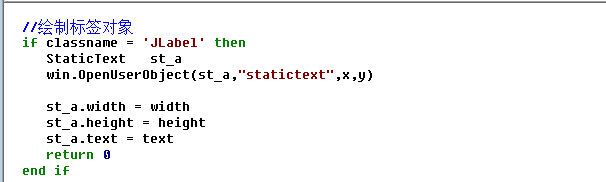 //绘制标签对象
if classname = 'JLabel' then
StaticText st_a
win.OpenUserObject(st_a,"statictext",x,y)
st_a.width = width
st_a.height = height
st_a.text = text
return 0
end if